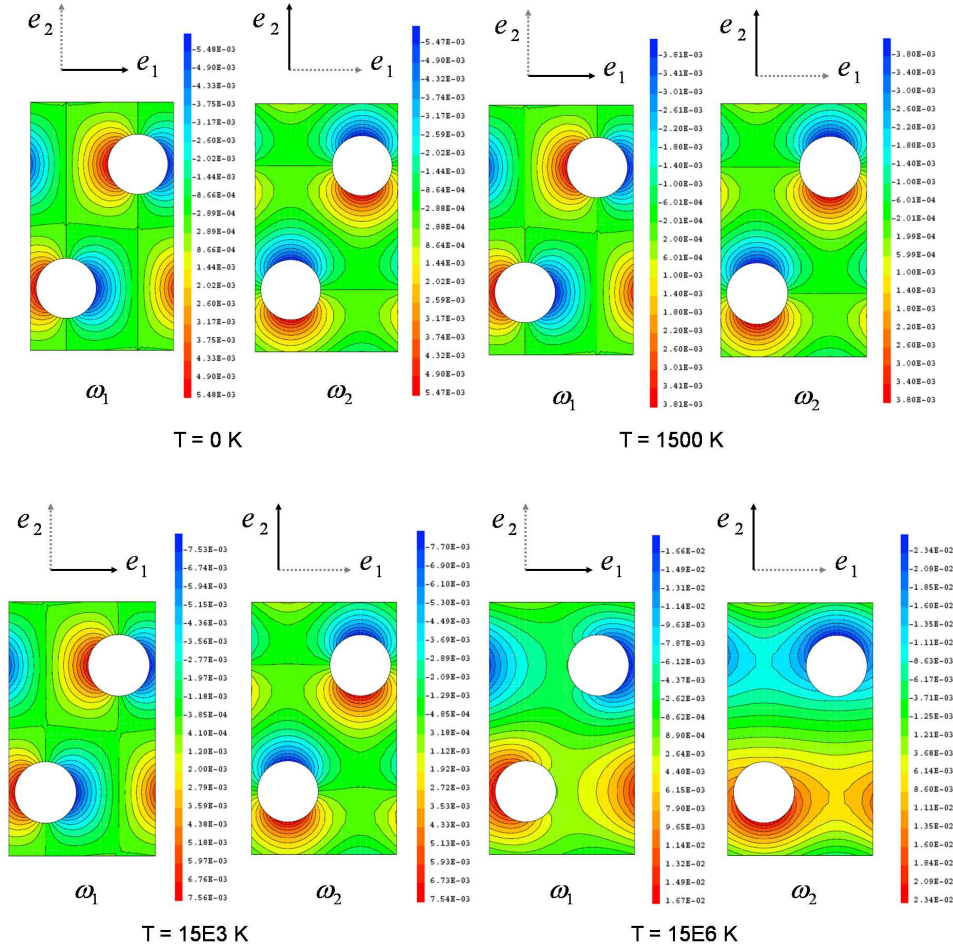 e2
e1
-5.48E-03
-4.90E-03
-4.33E-03
-3.75E-03
-3.17E-03
-2.60E-03
-2.02E-03
-1.44E-03
-8.66E-04
-2.89E-04
2.89E-04
8.66E-04
1.44E-03
2.02E-03
2.60E-03
3.17E-03
3.75E-03
4.33E-03
4.90E-03
5.48E-03
ω1
e2
e1
-5.47E-03
-4.90E-03
-4.32E-03
-3.74E-03
-3.17E-03
-2.59E-03
-2.02E-03
-1.44E-03
-8.64E-04
-2.88E-04
2.88E-04
8.64E-04
1.44E-03
2.02E-03
2.59E-03
3.17E-03
3.74E-03
4.32E-03
4.90E-03
5.47E-03
ω2
T = 0 K
e2
e1
-3.81E-03
-3.41E-03
-3.01E-03
-2.61E-03
-2.20E-03
-1.80E-03
-1.40E-03
-1.00E-03
-6.01E-04
-2.01E-04
2.00E-04
6.01E-04
1.00E-03
1.40E-03
1.80E-03
2.20E-03
2.60E-03
3.00E-03
3.41E-03
3.81E-03
ω1
e2
e1
-3.80E-03
-3.40E-03
-3.00E-03
-2.60E-03
-2.20E-03
-1.80E-03
-1.40E-03
-1.00E-03
-6.01E-04
-2.01E-04
1.99E-04
5.99E-04
1.00E-03
1.40E-03
1.80E-03
2.20E-03
2.60E-03
3.00E-03
3.40E-03
3.80E-03
ω2
T = 1500 K
e2
e1
-7.53E-03
-6.74E-03
-5.94E-03
-5.15E-03
-4.36E-03
-3.56E-03
-2.77E-03
-1.97E-03
-1.18E-03
-3.85E-04
4.10E-04
1.20E-03
2.00E-03
2.79E-03
3.59E-03
4.38E-03
5.18E-03
5.97E-03
6.76E-03
7.56E-03
ω1
e2
e1
-7.70E-03
-6.90E-03
-6.10E-03
-5.30E-03
-4.49E-03
-3.69E-03
-2.89E-03
-2.09E-03
-1.29E-03
-4.85E-04
3.17E-04
1.12E-03
1.92E-03
2.72E-03
3.53E-03
4.33E-03
5.13E-03
5.93E-03
6.74E-03
7.54E-03
ω2
T = 15E3 K
e2
e1
-1.66E-02
-1.49E-02
-1.31E-02
-1.14E-02
-9.63E-03
-7.87E-03
-6.12E-03
-4.37E-03
-2.62E-03
-8.62E-04
8.90E-04
2.64E-03
4.40E-03
6.15E-03
7.90E-03
9.65E-03
1.14E-02
1.32E-02
1.49E-02
1.67E-02
ω1
e2
e1
-2.34E-02
-2.09E-02
-1.85E-02
-1.60E-02
-1.35E-02
-1.11E-02
-8.63E-03
-6.17E-03
-3.71E-03
-1.25E-03
1.21E-03
3.68E-03
6.14E-03
8.60E-03
1.11E-02
1.35E-02
1.60E-02
1.84E-02
2.09E-02
2.34E-02
ω2
T = 15E6 K